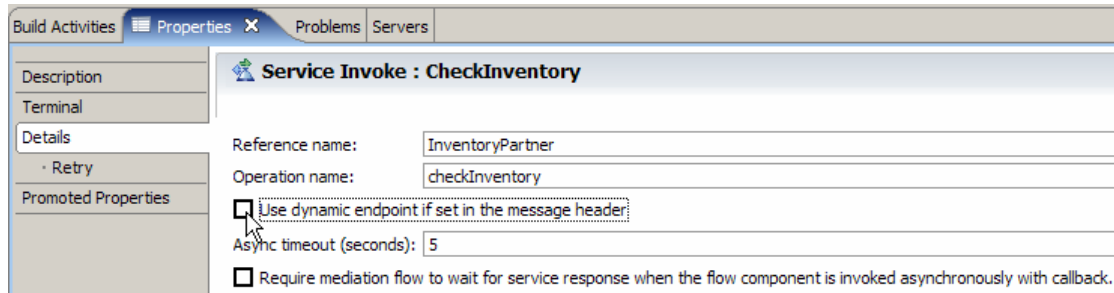 Build Activities Properties Problems Servers
Service Invoke : CheckInventory
Description
Terminal
Details
· Retry
Promoted Properties
Reference name: InventoryPartner
Operation name: checkInventory
Use dynamic endpoint if set in the message header
Async timeout (seconds): 5
Require mediation flow to wait for service response when the flow component is invoked asynchronously with callback.